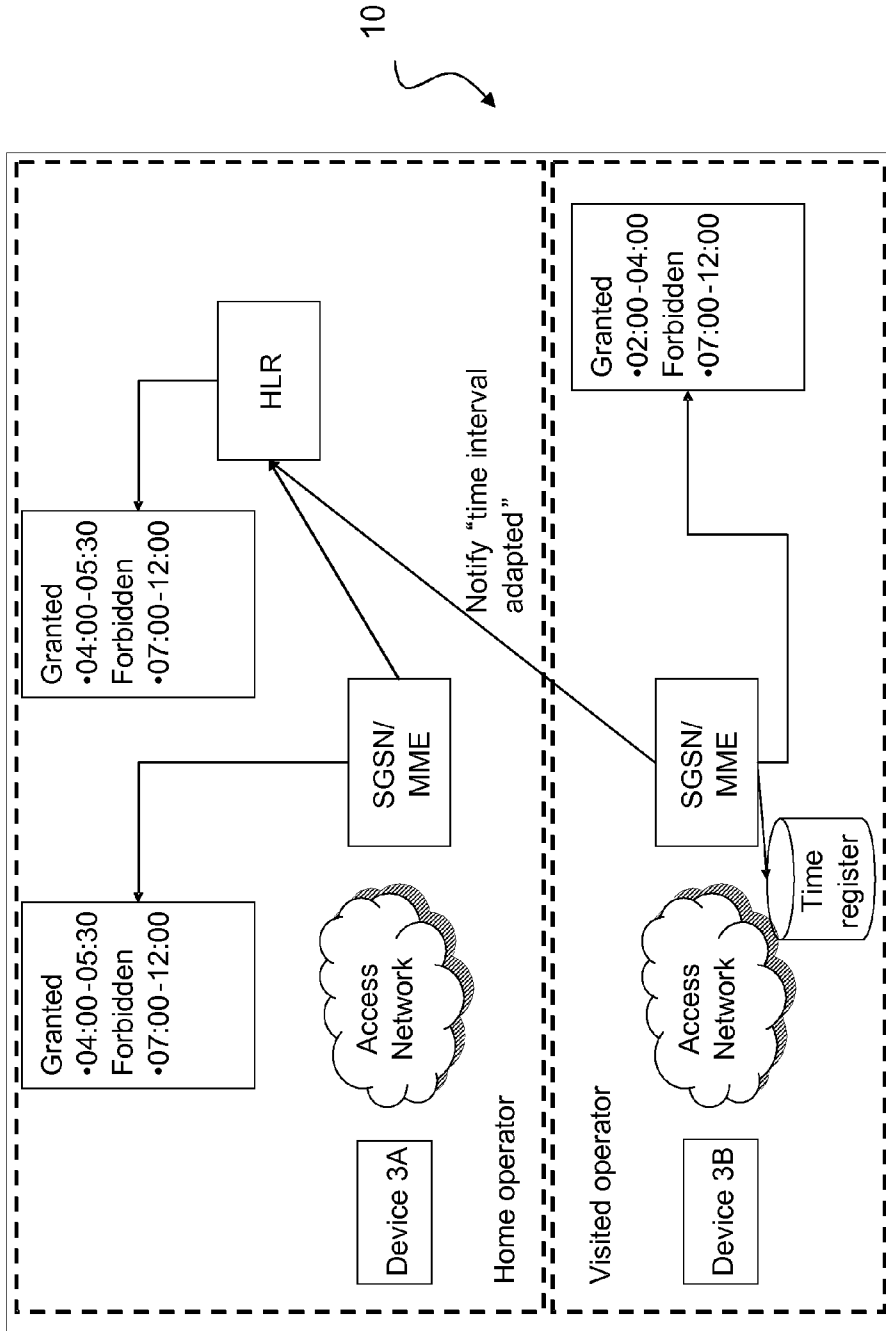 10
Granted
•04:00-05:30
Forbidden
•07:00-12:00
Granted
•04:00-05:30
Forbidden
•07:00-12:00
HLR
SGSN/
MME
Access
Network
Device 3A
Home operator
Notify “time interval
adapted”
Visited operator
Device 3B
Access
Network
SGSN/
MME
Time
register
Granted
•02:00-04:00
Forbidden
•07:00-12:00